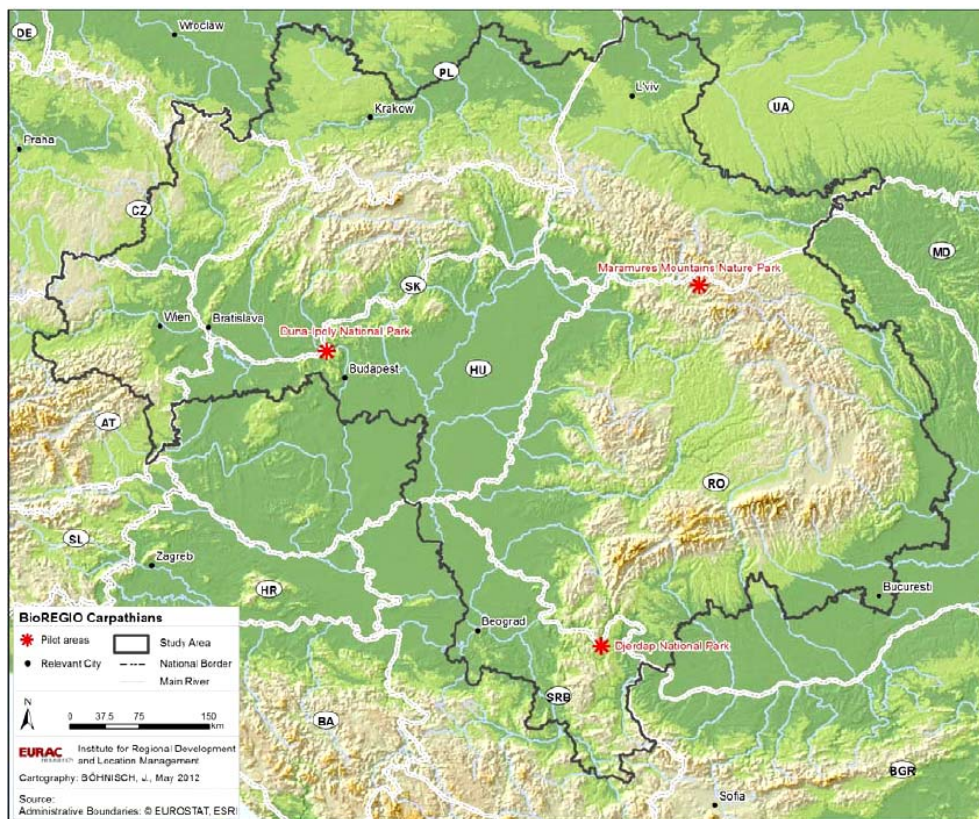 Wrocław
DE
PL
L'viv
UA
Krakow
Praha
CZ
MD
Maramures Mountains Nature Park
SK
Wien
Bratislava
Duna-Ipoly National Park
Budapest
HU
AT
RO
SL
Zagreb
HR
Bucuresti
Beograd
Djerdap National Park
SRB
BA
BGR
Sofia
BioREGIO Carpathians
Pilot areas
Study Area
Relevant City
National Border
Main River
N
0 37.5 75 150
km
EURAC
research
Institute for Regional Development
and Location Management
Cartography: BÖHNISCH, J., May 2012
Source:
Administrative Boundaries: © EUROSTAT, ESRI